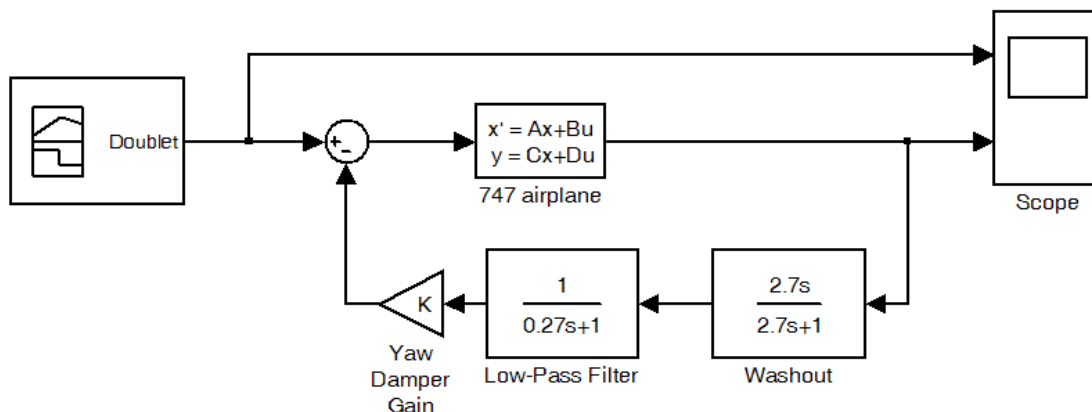 Doublet
+
-
x' = Ax+Bu
y = Cx+Du
747 airplane
Scope
K
Yaw
Damper
Gain
1
0.27s+1
Low-Pass Filter
2.7s
2.7s+1
Washout